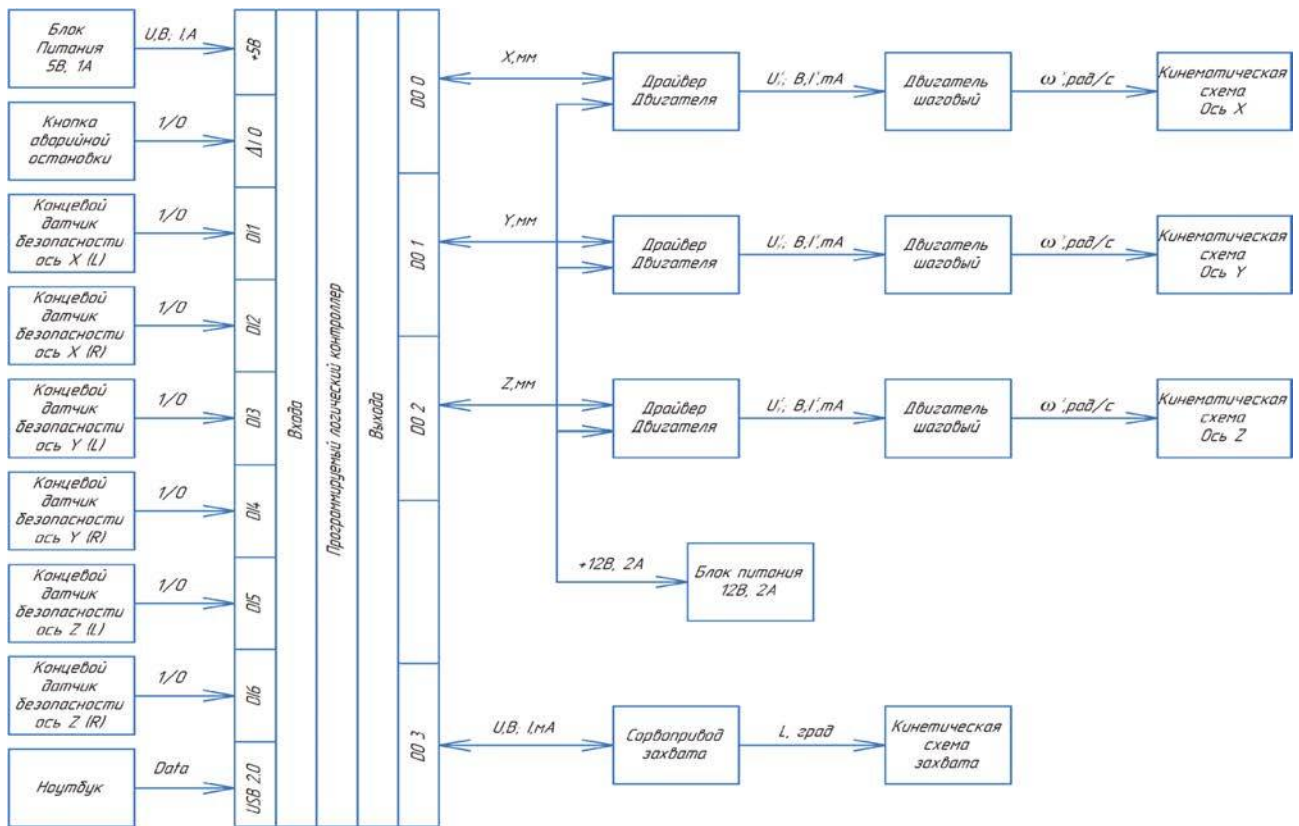 Блок
Питания
5В, 1А
U,В; I,А
+5В
Кнопка
аварийной
остановки
1/0
ΔI 0
Концевой
датчик
безопасности
ось X (L)
1/0
DI1
Концевой
датчик
безопасности
ось X (R)
1/0
DI2
Концевой
датчик
безопасности
ось Y (L)
1/0
DI3
Концевой
датчик
безопасности
ось Y (R)
1/0
DI4
Концевой
датчик
безопасности
ось Z (L)
1/0
DI5
Концевой
датчик
безопасности
ось Z (R)
1/0
DI6
Ноутбук
Data
USB 2.0
Входа
Программируемый логический контроллер
Выхода
DO 0
X,мм
Драйвер
Двигателя
U',; В,I',mA
Двигатель
шаговый
ω',рад/с
Кинематическая
схема
Ось X
DO 1
Y,мм
Драйвер
Двигателя
U',; В,I',mA
Двигатель
шаговый
ω',рад/с
Кинематическая
схема
Ось Y
DO 2
Z,мм
Драйвер
Двигателя
U',; В,I',mA
Двигатель
шаговый
ω',рад/с
Кинематическая
схема
Ось Z
+12В, 2А
Блок питания
12В, 2А
DO 3
U,В; I,мА
Сорвопривод
захвата
L, град
Кинетическая
схема
захвата